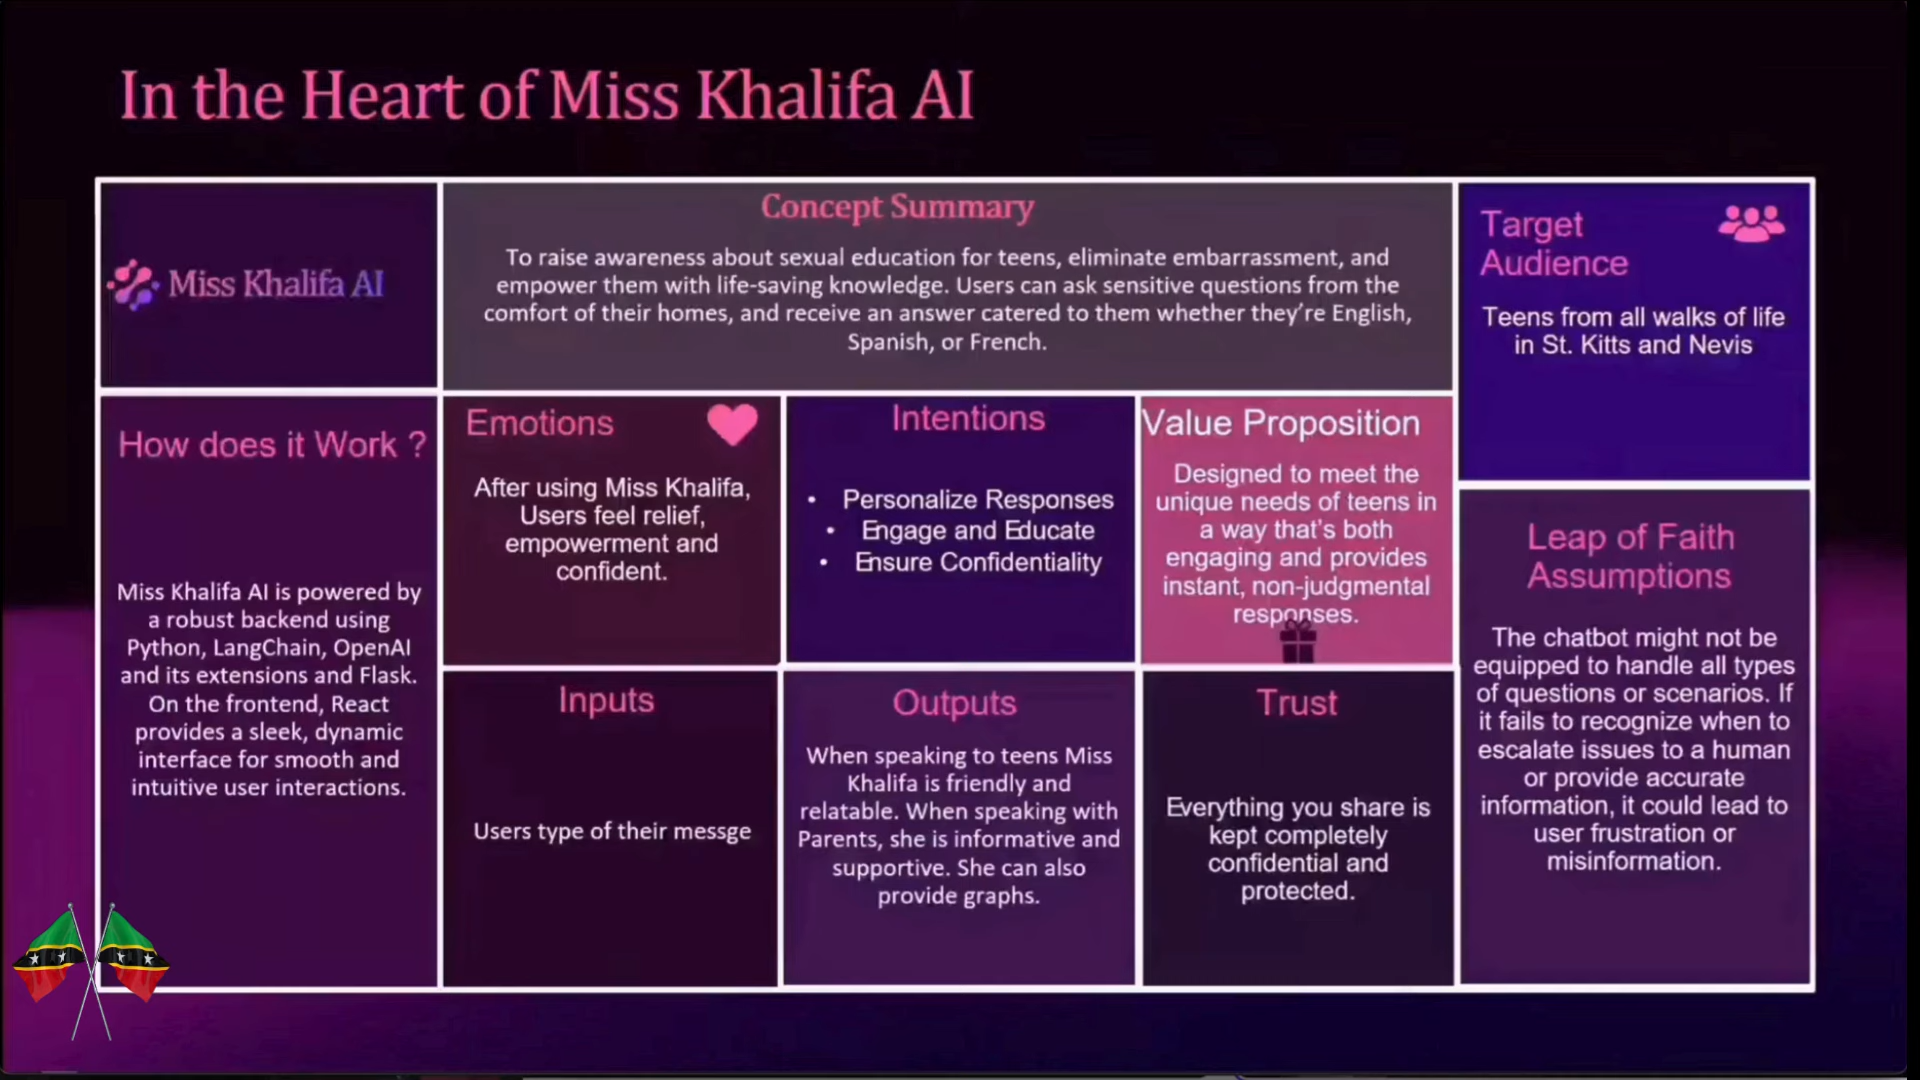 In the Heart of Miss Khalifa AI
Miss Khalifa AI
Concept Summary
To raise awareness about sexual education for teens, eliminate embarrassment, and
empower them with life-saving knowledge. Users can ask sensitive questions from the
comfort of their homes, and receive an answer catered to them whether they're English,
Spanish, or French.
Target
Audience
Teens from all walks of life
in St. Kitts and Nevis
How does it Work ?
Miss Khalifa AI is powered by
a robust backend using
Python, LangChain, OpenAI
and its extensions and Flask.
On the frontend, React
provides a sleek, dynamic
interface for smooth and
intuitive user interactions.
Emotions
After using Miss Khalifa,
Users feel relief,
empowerment and
confident.
Intentions
• Personalize Responses
• Engage and Educate
• Ensure Confidentiality
Value Proposition
Designed to meet the
unique needs of teens in
a way that's both
engaging and provides
instant, non-judgmental
responses.
Leap of Faith
Assumptions
The chatbot might not be
equipped to handle all types
of questions or scenarios. If
it fails to recognize when to
escalate issues to a human
or provide accurate
information, it could lead to
user frustration or
misinformation.
Inputs
Users type of their messge
Outputs
When speaking to teens Miss
Khalifa is friendly and
relatable. When speaking with
Parents, she is informative and
supportive. She can also
provide graphs.
Trust
Everything you share is
kept completely
confidential and
protected.